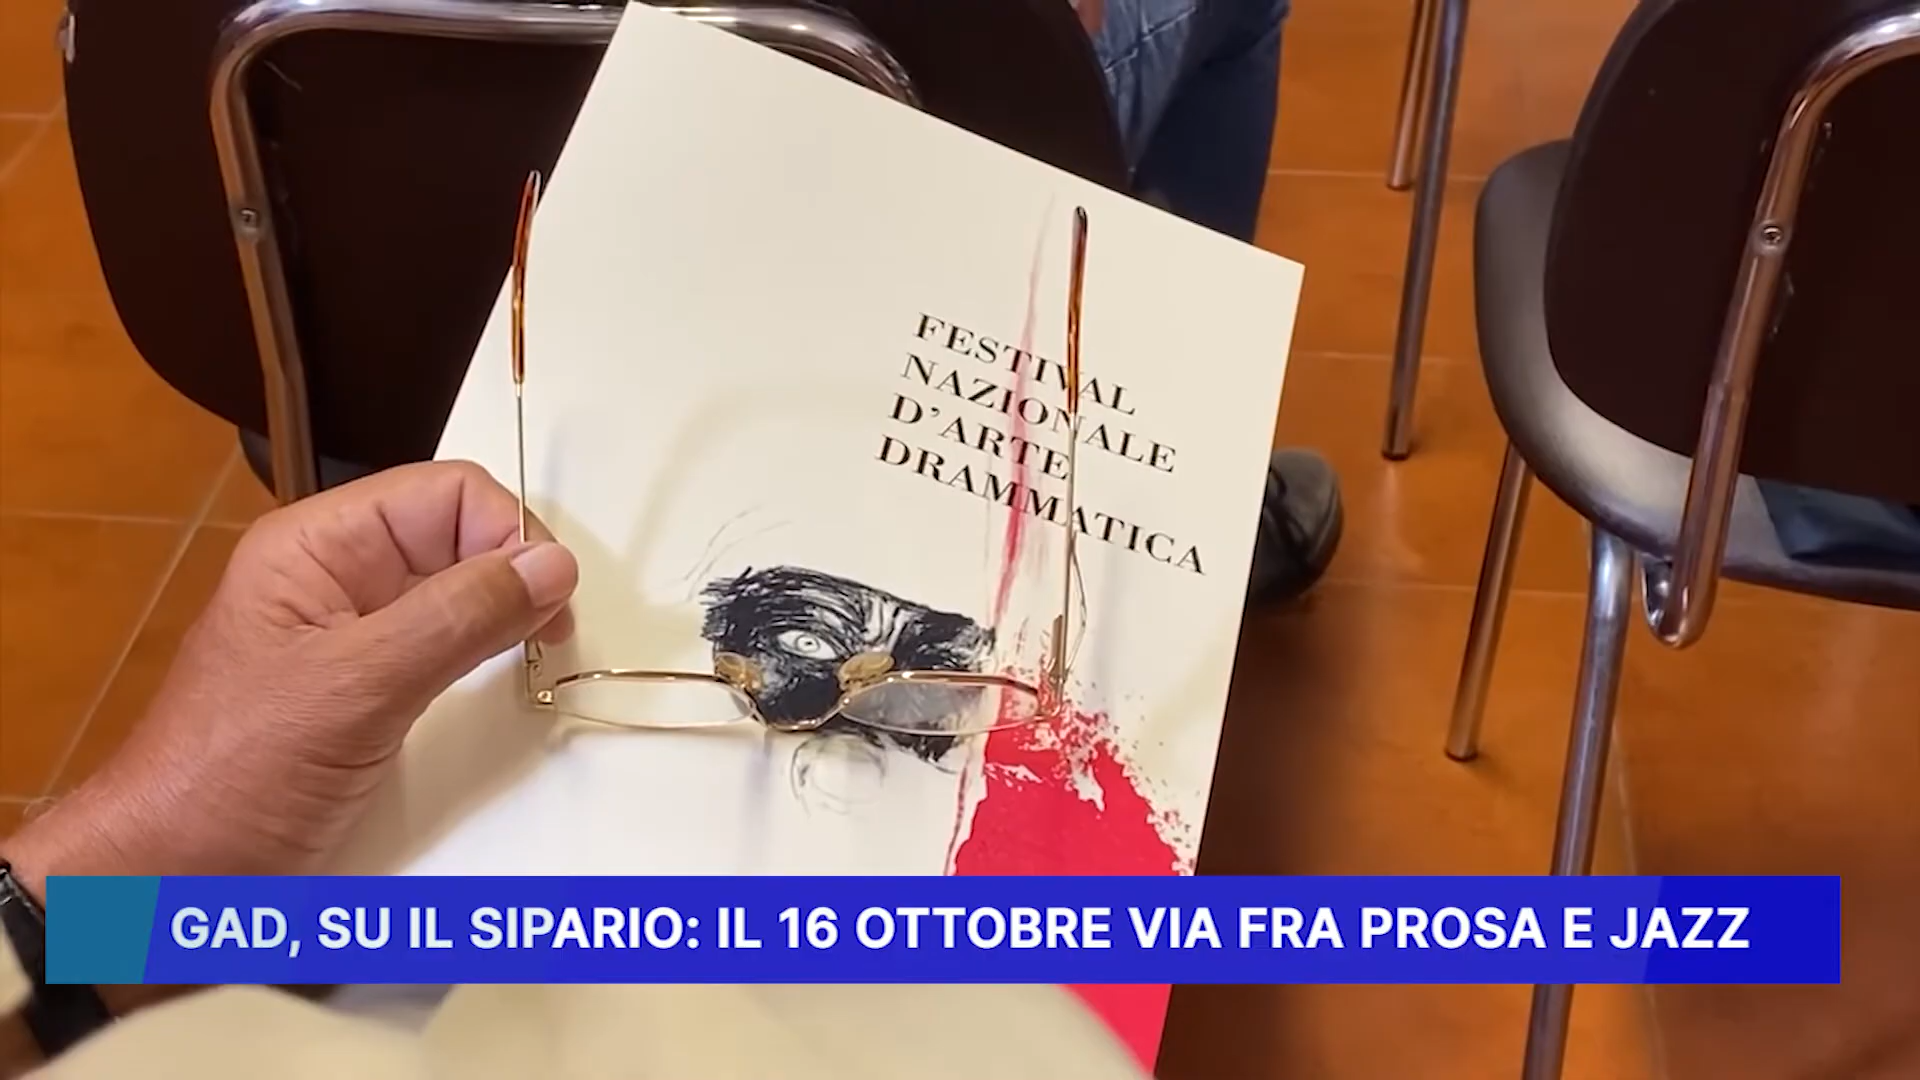 FESTIVAL
NAZIONALE
D'ARTE
DRAMMATICA
GAD, SU IL SIPARIO: IL 16 OTTOBRE VIA FRA PROSA E JAZZ